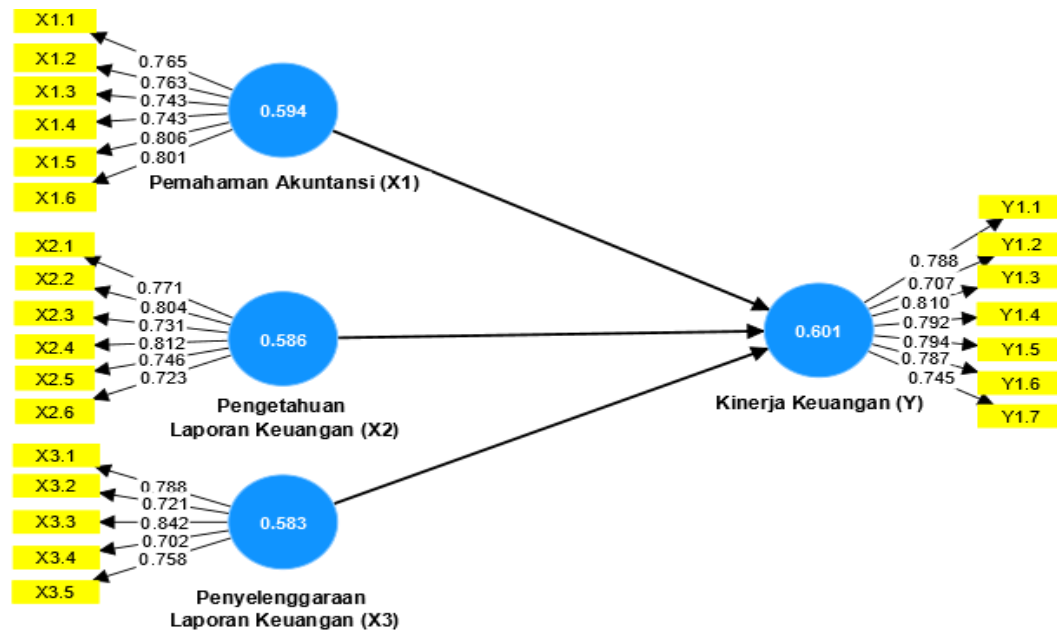 X1.1
X1.2
X1.3
X1.4
X1.5
X1.6
0.765
0.763
0.743
0.743
0.806
0.801
0.594
Pemahaman Akuntansi (X1)
X2.1
X2.2
X2.3
X2.4
X2.5
X2.6
0.771
0.804
0.731
0.812
0.746
0.723
0.586
Pengetahuan
Laporan Keuangan (X2)
X3.1
X3.2
X3.3
X3.4
X3.5
0.788
0.721
0.842
0.702
0.758
0.583
Penyelenggaraan
Laporan Keuangan (X3)
0.601
Kinerja Keuangan (Y)
0.788
0.707
0.810
0.792
0.794
0.787
0.745
Y1.1
Y1.2
Y1.3
Y1.4
Y1.5
Y1.6
Y1.7